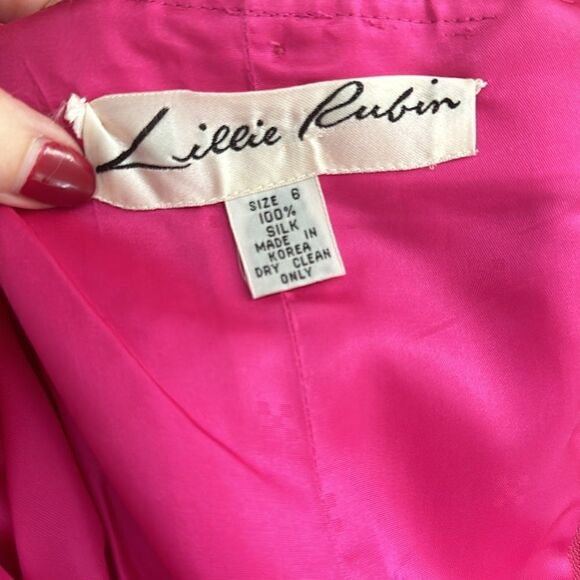 Lillie Rubin
SIZE 6
100%
SILK
MADE IN
KOREA
DRY CLEAN
ONLY